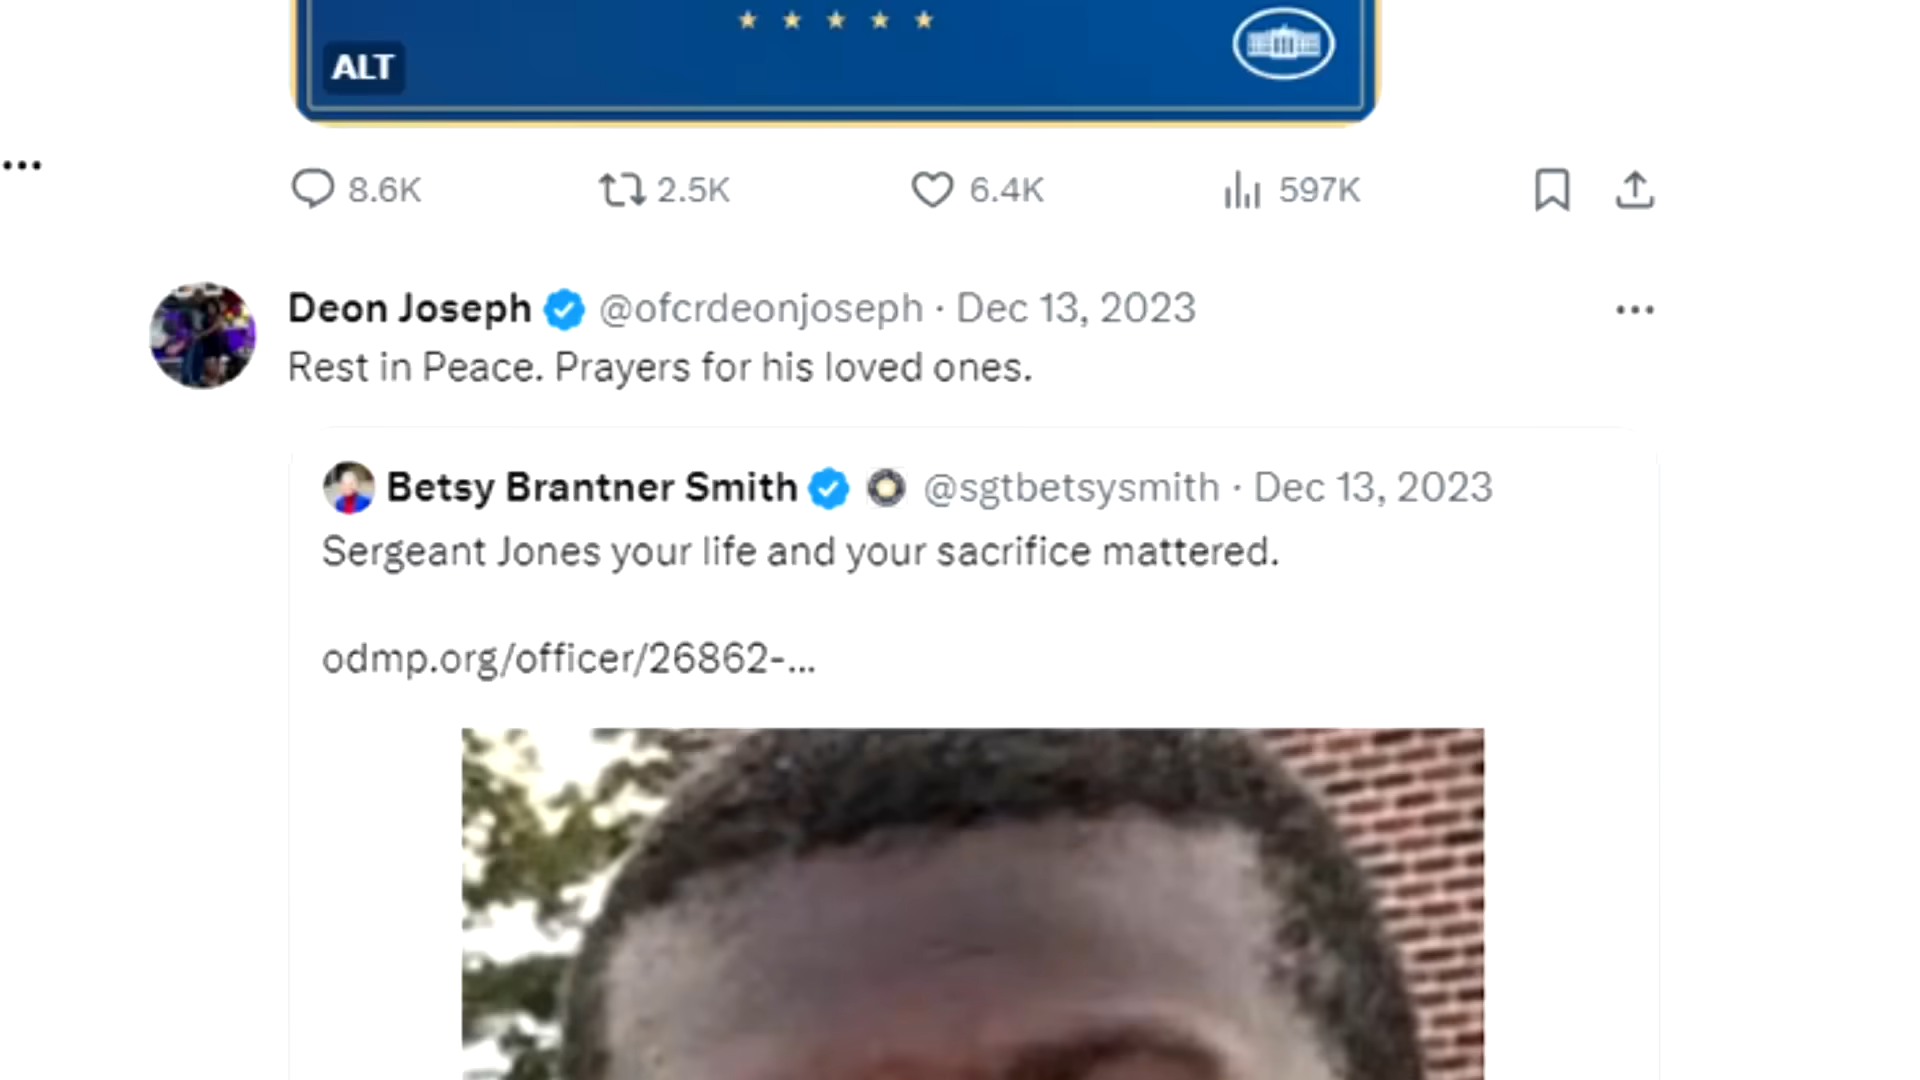 ALT
8.6K 2.5K 6.4K 597K
Deon Joseph @ofcrdeonjoseph · Dec 13, 2023
Rest in Peace. Prayers for his loved ones.
Betsy Brantner Smith @sgtbetsysmith · Dec 13, 2023
Sergeant Jones your life and your sacrifice mattered.
odmp.org/officer/26862-...